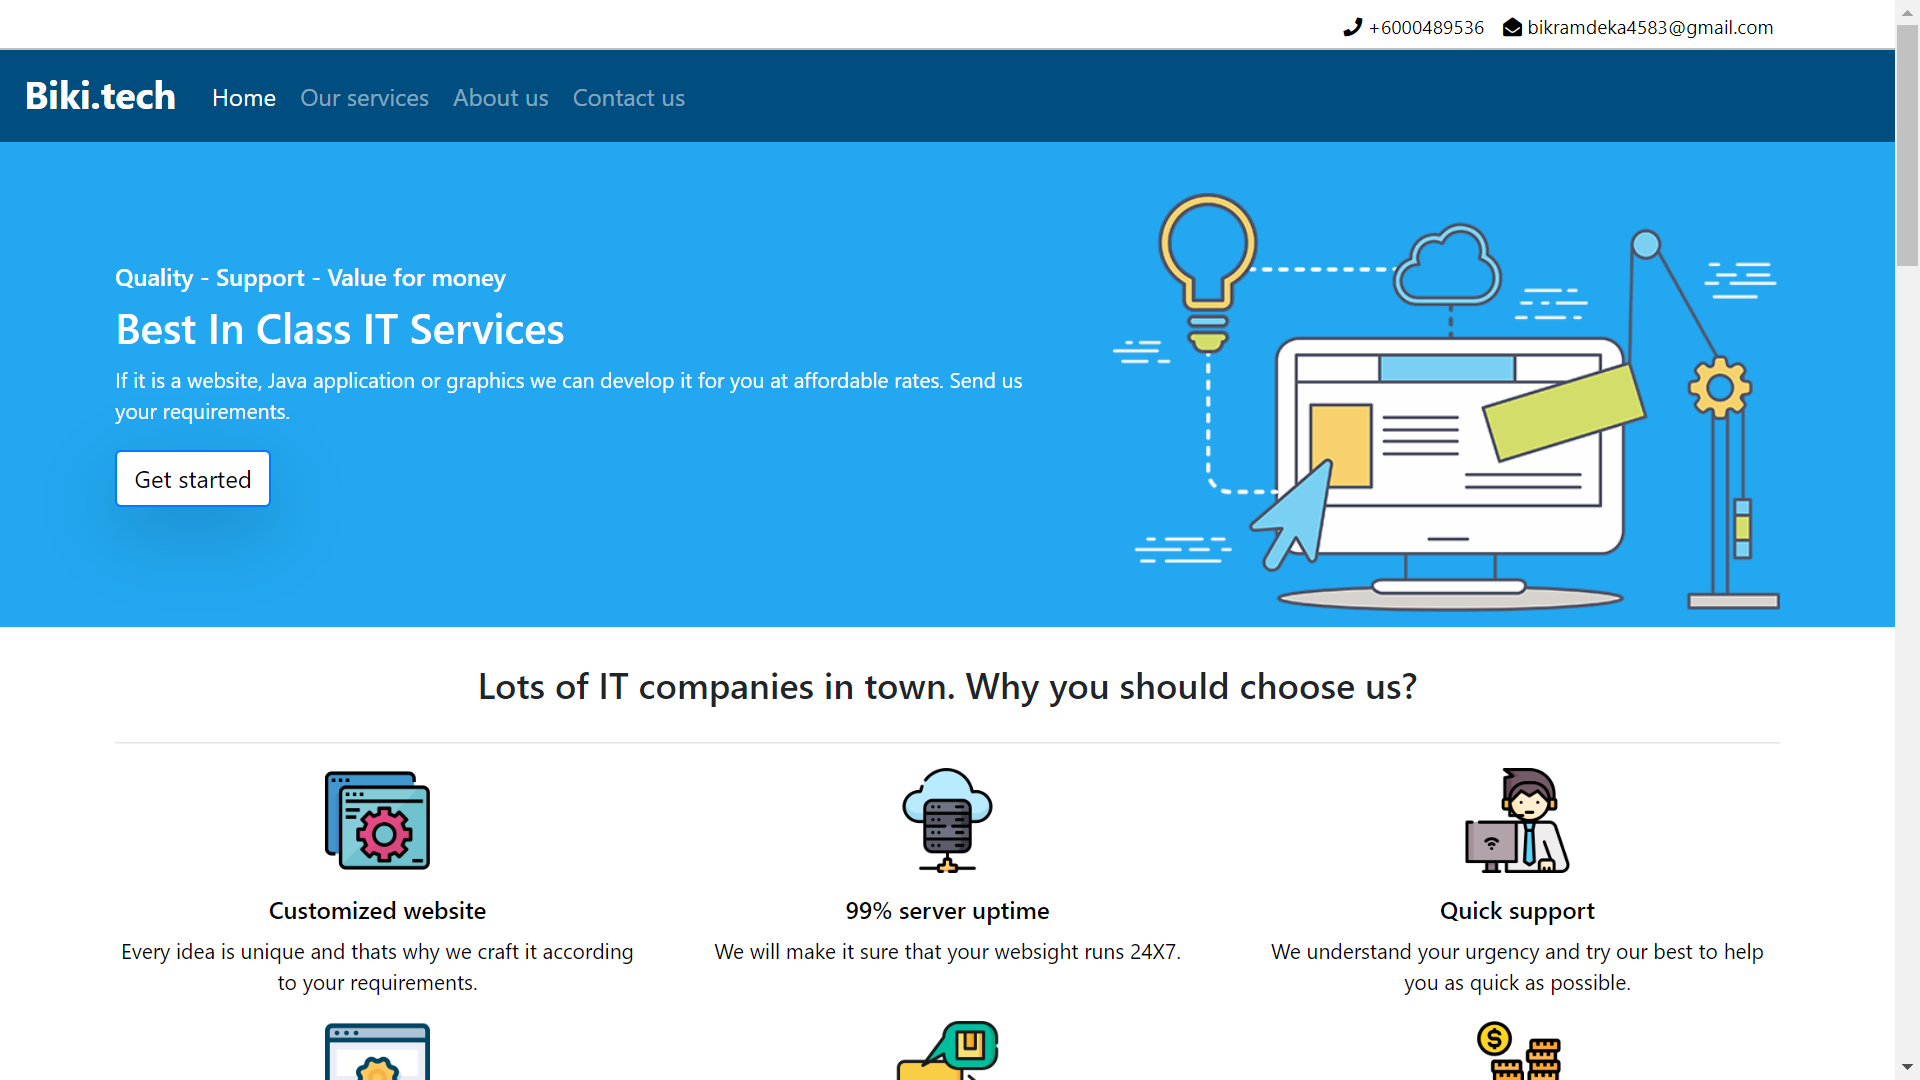 +6000489536 bikramdeka4583@gmail.com
Biki.tech Home Our services About us Contact us
Quality - Support - Value for money
Best In Class IT Services
If it is a website, Java application or graphics we can develop it for you at affordable rates. Send us
your requirements.
Get started
Lots of IT companies in town. Why you should choose us?
Customized website
Every idea is unique and thats why we craft it according
to your requirements.
99% server uptime
We will make it sure that your websight runs 24X7.
Quick support
We understand your urgency and try our best to help
you as quick as possible.